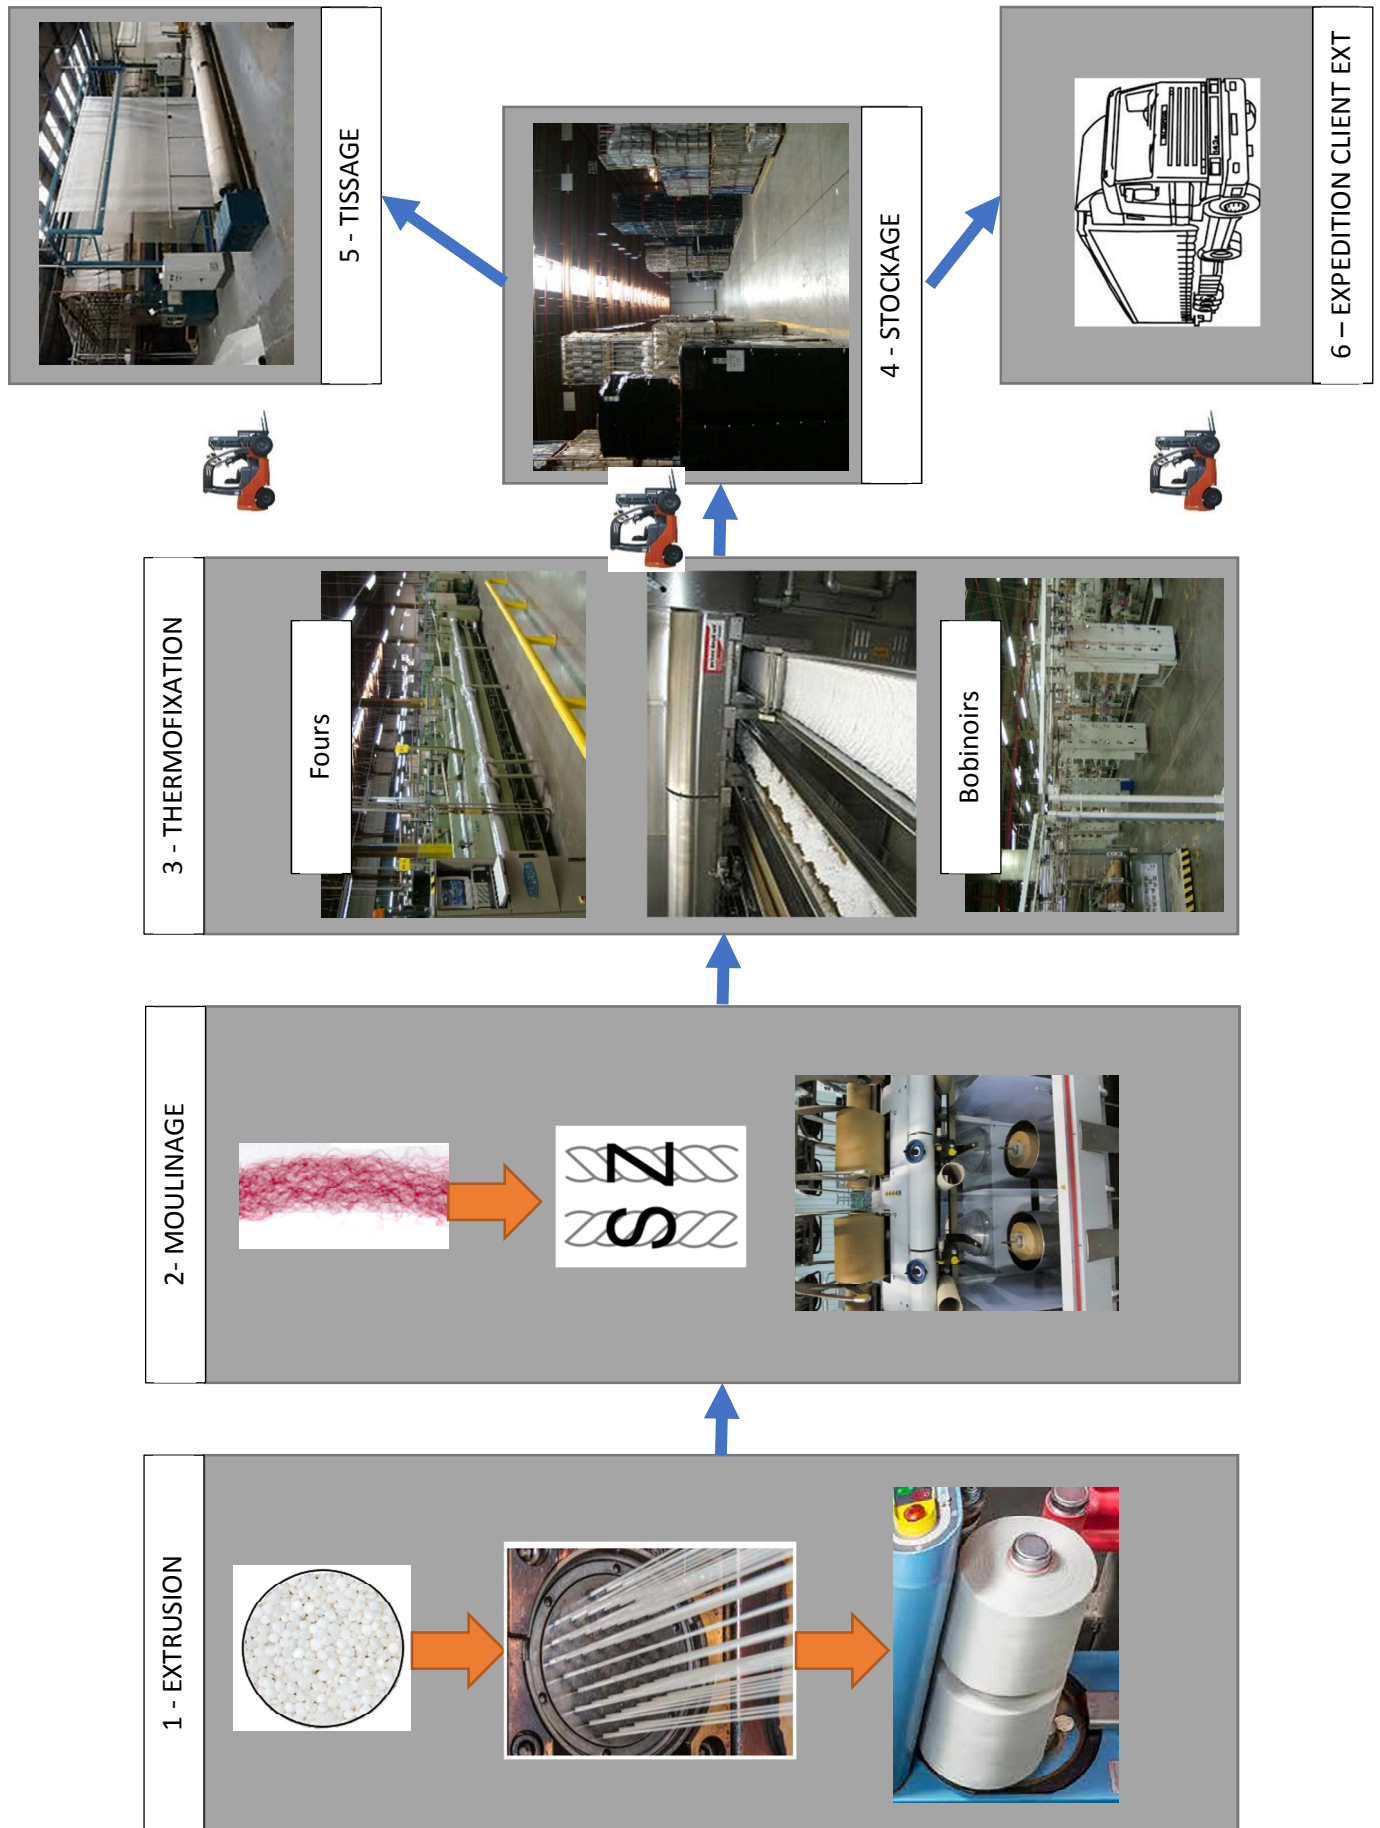 1 - EXTRUSION
2- MOULINAGE
S Z
3 - THERMOFIXATION
Fours
Bobinoirs
4 - STOCKAGE
5 - TISSAGE
6 – EXPEDITION CLIENT EXT